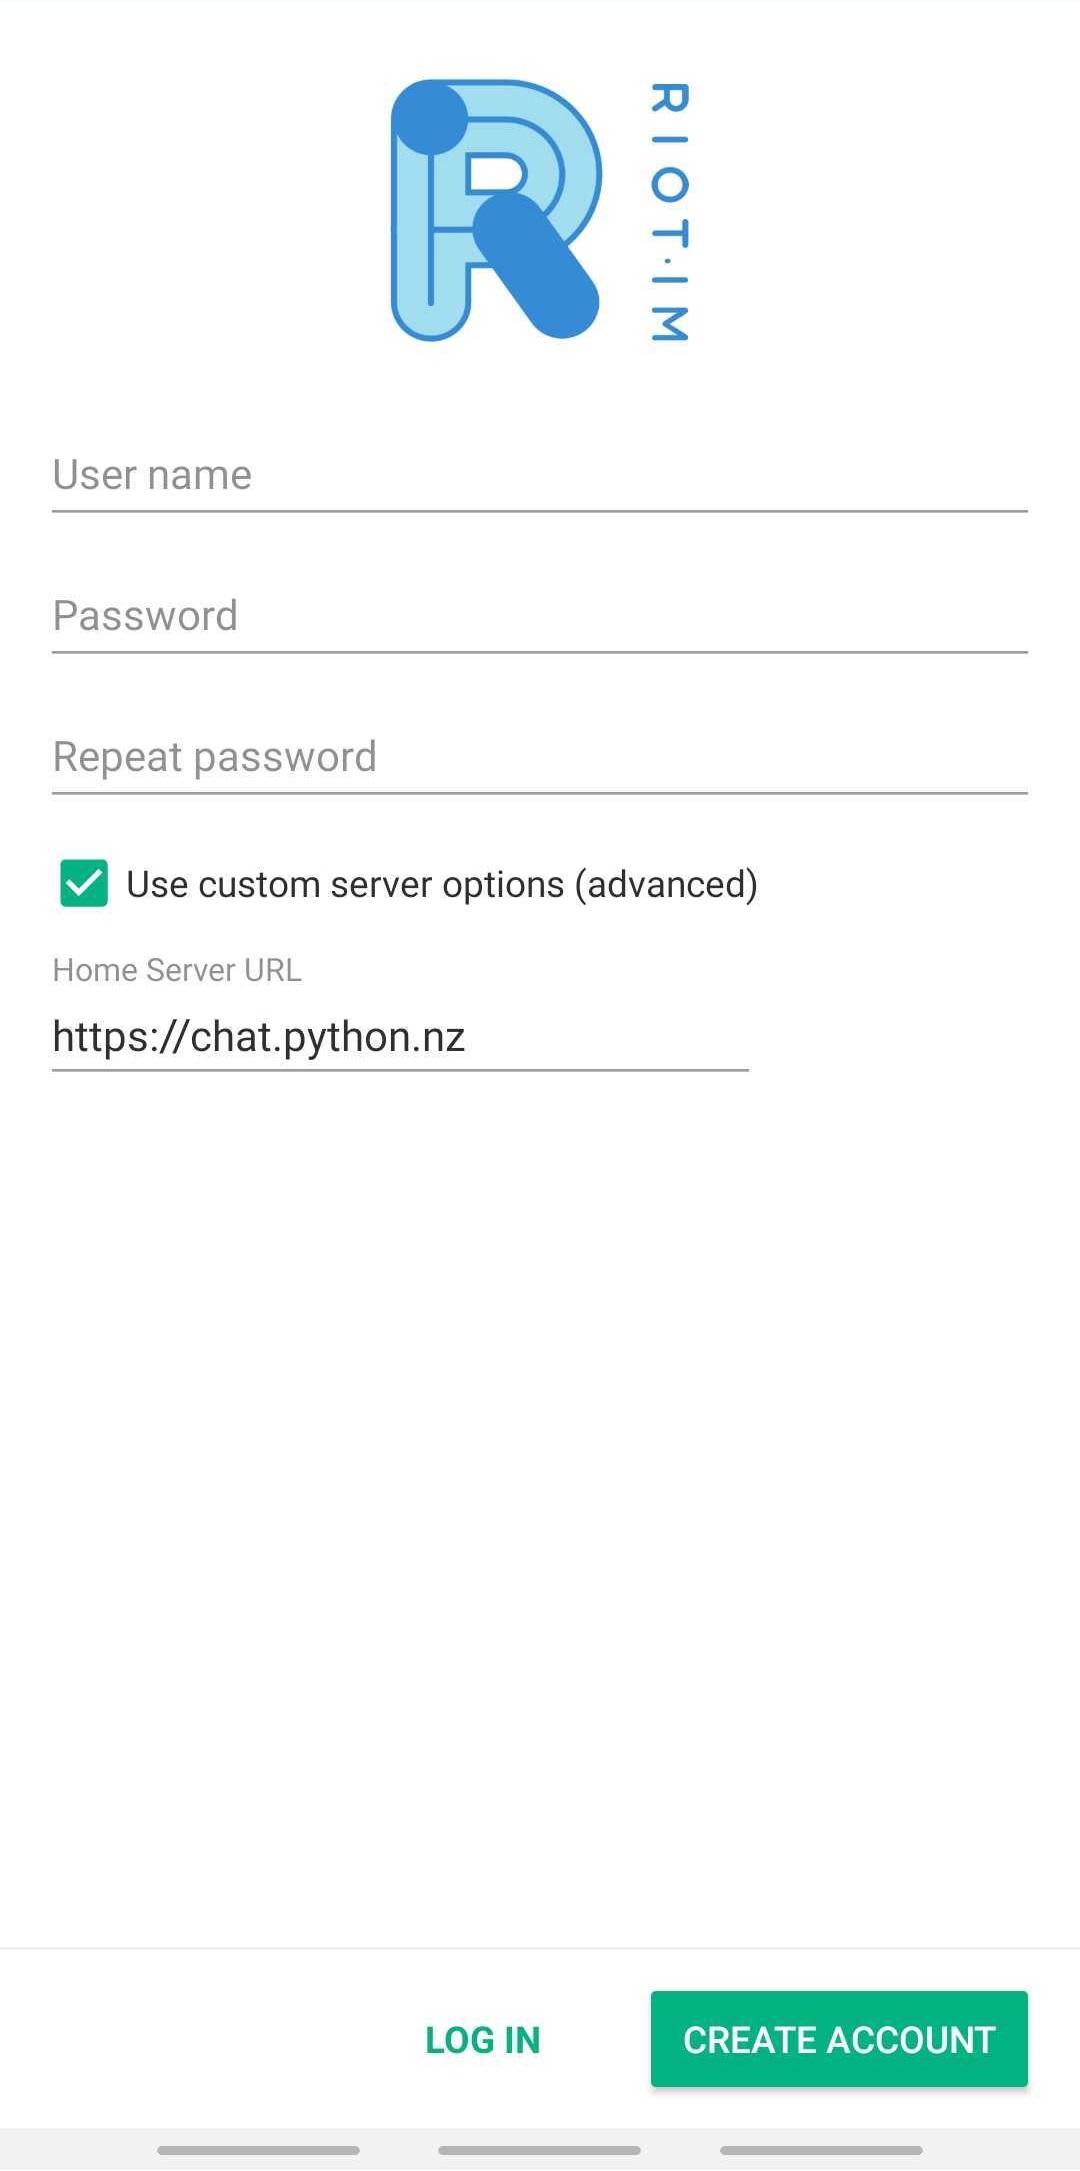 RIOT.IM
User name
Password
Repeat password
Use custom server options (advanced)
Home Server URL
https://chat.python.nz
LOG IN
CREATE ACCOUNT